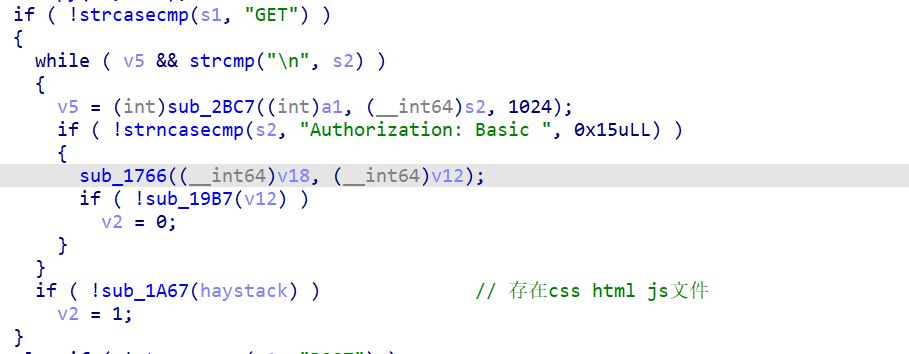 if ( !strcasecmp(s1, "GET") )
{
while ( v5 && strcmp("\n", s2) )
{
v5 = (int)sub_2BC7((int)a1, (__int64)s2, 1024);
if ( !strncasecmp(s2, "Authorization: Basic ", 0x15uLL) )
{
sub_1766((__int64)v18, (__int64)v12);
if ( !sub_19B7(v12) )
v2 = 0;
}
}
if ( !sub_1A67(haystack) ) // 存在css html js文件
v2 = 1;
}